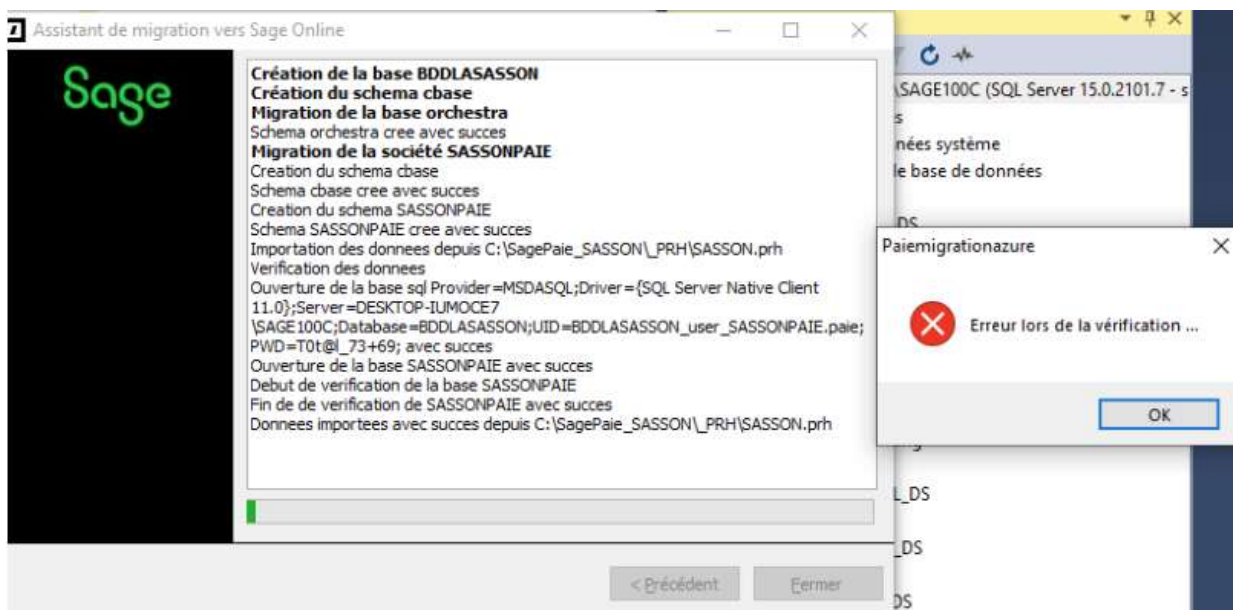 Assistant de migration vers Sage Online
Sage
Création de la base BDDLASASSON
Création du schema cbase
Migration de la base orchestra
Schema orchestra cree avec succes
Migration de la société SASSONPAIE
Creation du schema cbase
Schema cbase cree avec succes
Creation du schema SASSONPAIE
Schema SASSONPAIE cree avec succes
Importation des donnees depuis C:\SagePaie_SASSON\_PRH\SASSON.prh
Verification des donnees
Ouverture de la base sql Provider=MSDASQL;Driver={SQL Server Native Client
11.0};Server=DESKTOP-IUMOCE7
\SAGE100C;Database=BDDLASASSON;UID=BDDLASASSON_user_SASSONPAIE.paie;
PWD=T0t@l_73+69; avec succes
Ouverture de la base SASSONPAIE avec succes
Debut de verification de la base SASSONPAIE
Fin de de verification de SASSONPAIE avec succes
Donnees importees avec succes depuis C:\SagePaie_SASSON\_PRH\SASSON.prh
< Précédent
Fermer
\SAGE100C (SQL Server 15.0.2101.7 - s
s
nées système
le base de données
_DS
Paiemigrationazure
Erreur lors de la vérification ...
OK
L_DS
_DS
DS